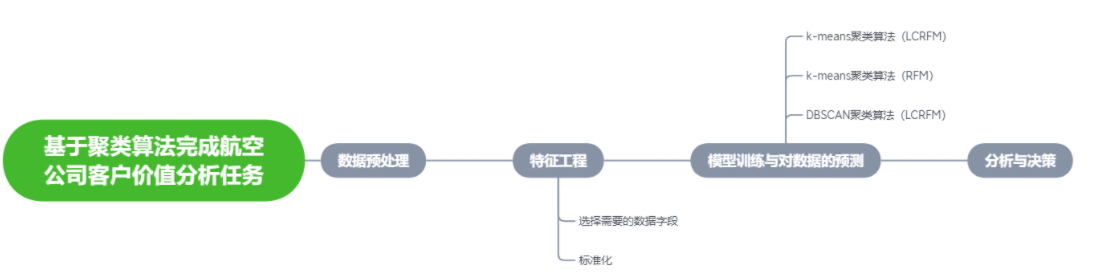 基于聚类算法完成航空
公司客户价值分析任务
数据预处理
特征工程
选择需要的数据字段
标准化
模型训练与对数据的预测
k-means聚类算法（LCRFM）
k-means聚类算法（RFM）
DBSCAN聚类算法（LCRFM）
分析与决策